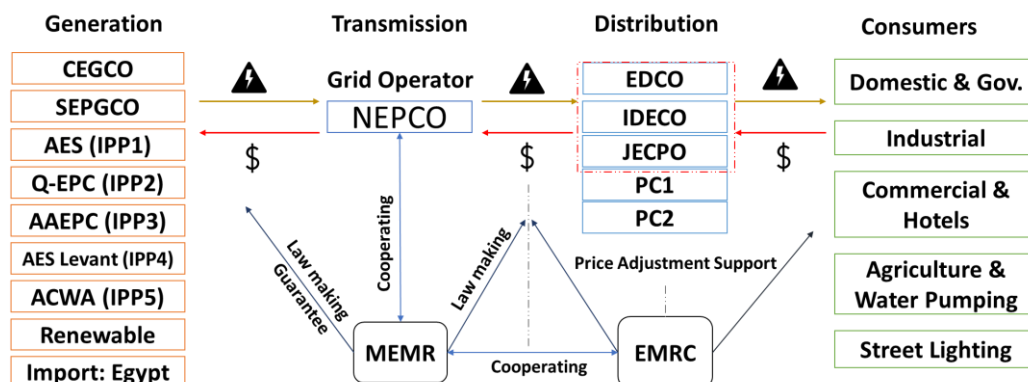 Generation
Transmission
Distribution
Consumers
CEGCO
SEPGCO
AES (IPP1)
Q-EPC (IPP2)
AAEPC (IPP3)
AES Levant (IPP4)
ACWA (IPP5)
Renewable
Import: Egypt
$
Grid Operator
NEPCO
$
EDCO
IDECO
JECPO
PC1
PC2
$
Domestic & Gov.
Industrial
Commercial &
Hotels
Agriculture &
Water Pumping
Street Lighting
Law making
Guarantee
Cooperating
Law making
Price Adjustment Support
MEMR
Cooperating
EMRC